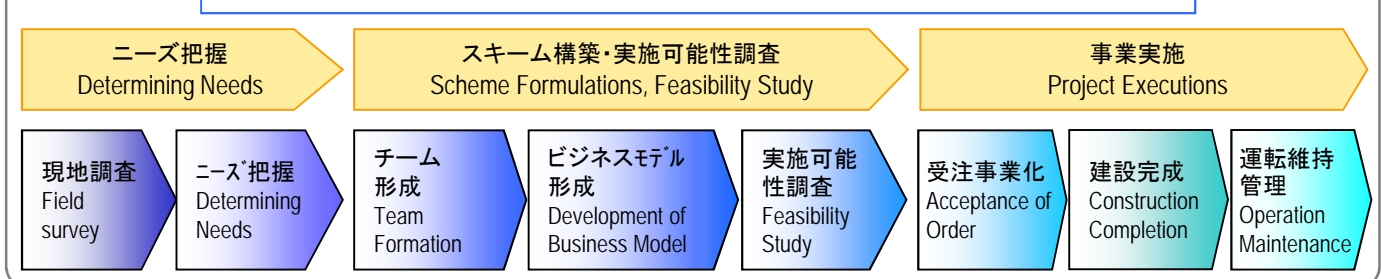 ニーズ把握
Determining Needs
スキーム構築・実施可能性調査
Scheme Formulations, Feasibility Study
事業実施
Project Executions
現地調査
Field
survey
ニーズ把握
Determining
Needs
チーム
形成
Team
Formation
ビジネスモデル
形成
Development of
Business Model
実施可能
性調査
Feasibility
Study
受注事業化
Acceptance of
Order
建設完成
Construction
Completion
運転維持
管理
Operation
Maintenance